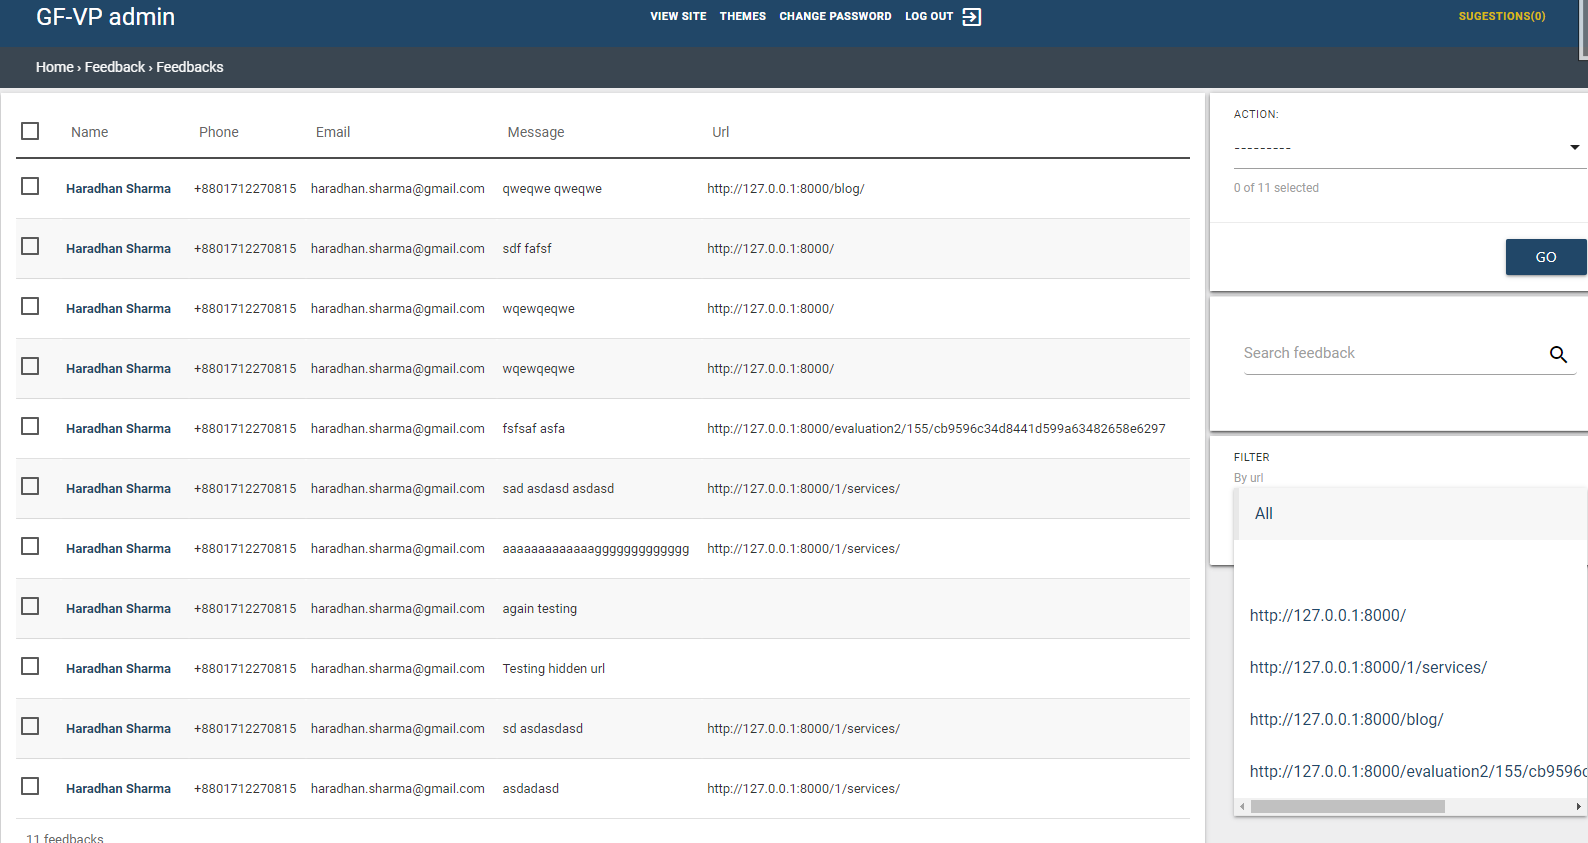 GF-VP admin
VIEW SITE THEMES CHANGE PASSWORD LOG OUT
SUGESTIONS(0)
Home › Feedback › Feedbacks
Name Phone Email Message Url
Haradhan Sharma +8801712270815 haradhan.sharma@gmail.com qweqwe qweqwe http://127.0.0.1:8000/blog/
Haradhan Sharma +8801712270815 haradhan.sharma@gmail.com sdf fafsf http://127.0.0.1:8000/
Haradhan Sharma +8801712270815 haradhan.sharma@gmail.com wqewqeqwe http://127.0.0.1:8000/
Haradhan Sharma +8801712270815 haradhan.sharma@gmail.com wqewqeqwe http://127.0.0.1:8000/
Haradhan Sharma +8801712270815 haradhan.sharma@gmail.com fsfsaf asfa http://127.0.0.1:8000/evaluation2/155/cb9596c34d8441d599a63482658e6297
Haradhan Sharma +8801712270815 haradhan.sharma@gmail.com sad asdasd asdasd http://127.0.0.1:8000/1/services/
Haradhan Sharma +8801712270815 haradhan.sharma@gmail.com aaaaaaaaaaaaaggggggggggggg http://127.0.0.1:8000/1/services/
Haradhan Sharma +8801712270815 haradhan.sharma@gmail.com again testing
Haradhan Sharma +8801712270815 haradhan.sharma@gmail.com Testing hidden url
Haradhan Sharma +8801712270815 haradhan.sharma@gmail.com sd asdasdasd http://127.0.0.1:8000/1/services/
Haradhan Sharma +8801712270815 haradhan.sharma@gmail.com asdadasd http://127.0.0.1:8000/1/services/
11 feedbacks
ACTION:
---------
0 of 11 selected
GO
Search feedback
FILTER
By url
All
http://127.0.0.1:8000/
http://127.0.0.1:8000/1/services/
http://127.0.0.1:8000/blog/
http://127.0.0.1:8000/evaluation2/155/cb9596c